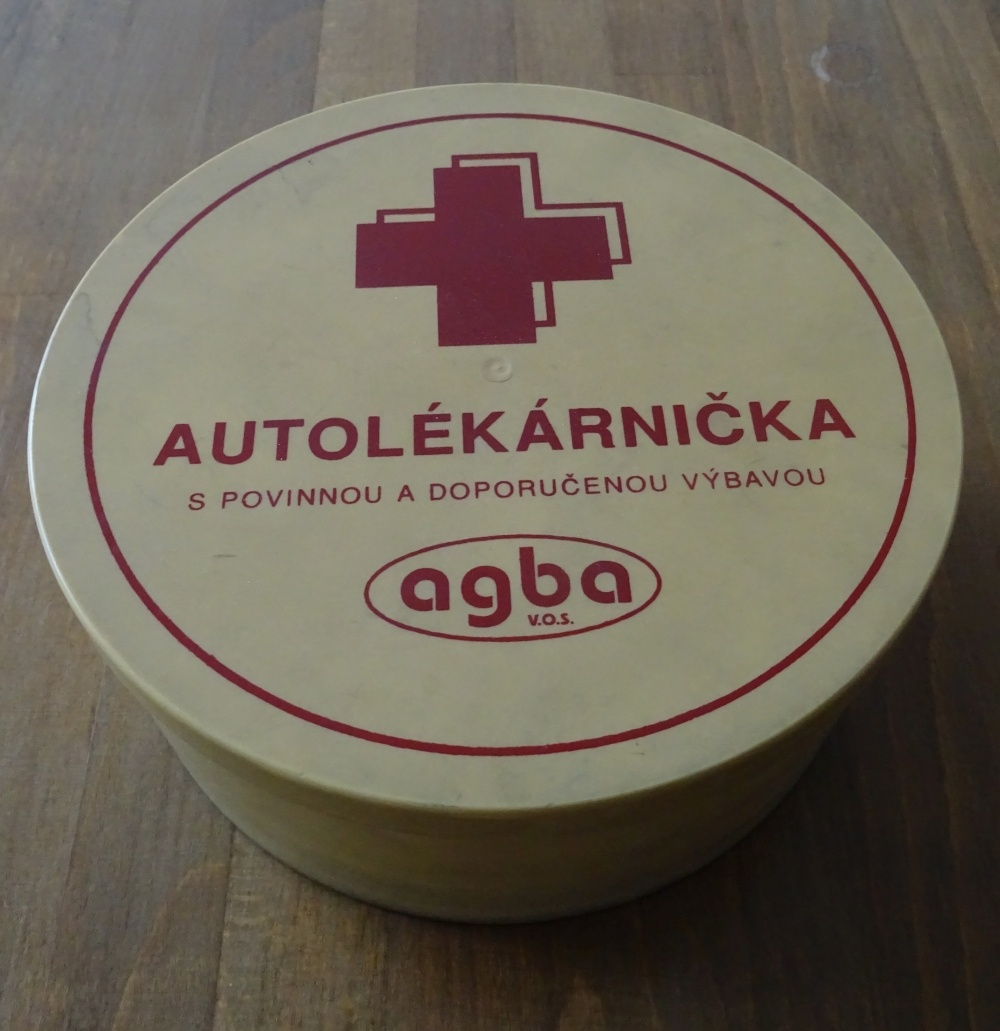 AUTOLÉKÁRNIČKA
S POVINNOU A DOPORUČENOU VÝBAVOU
agba
V.O.S.